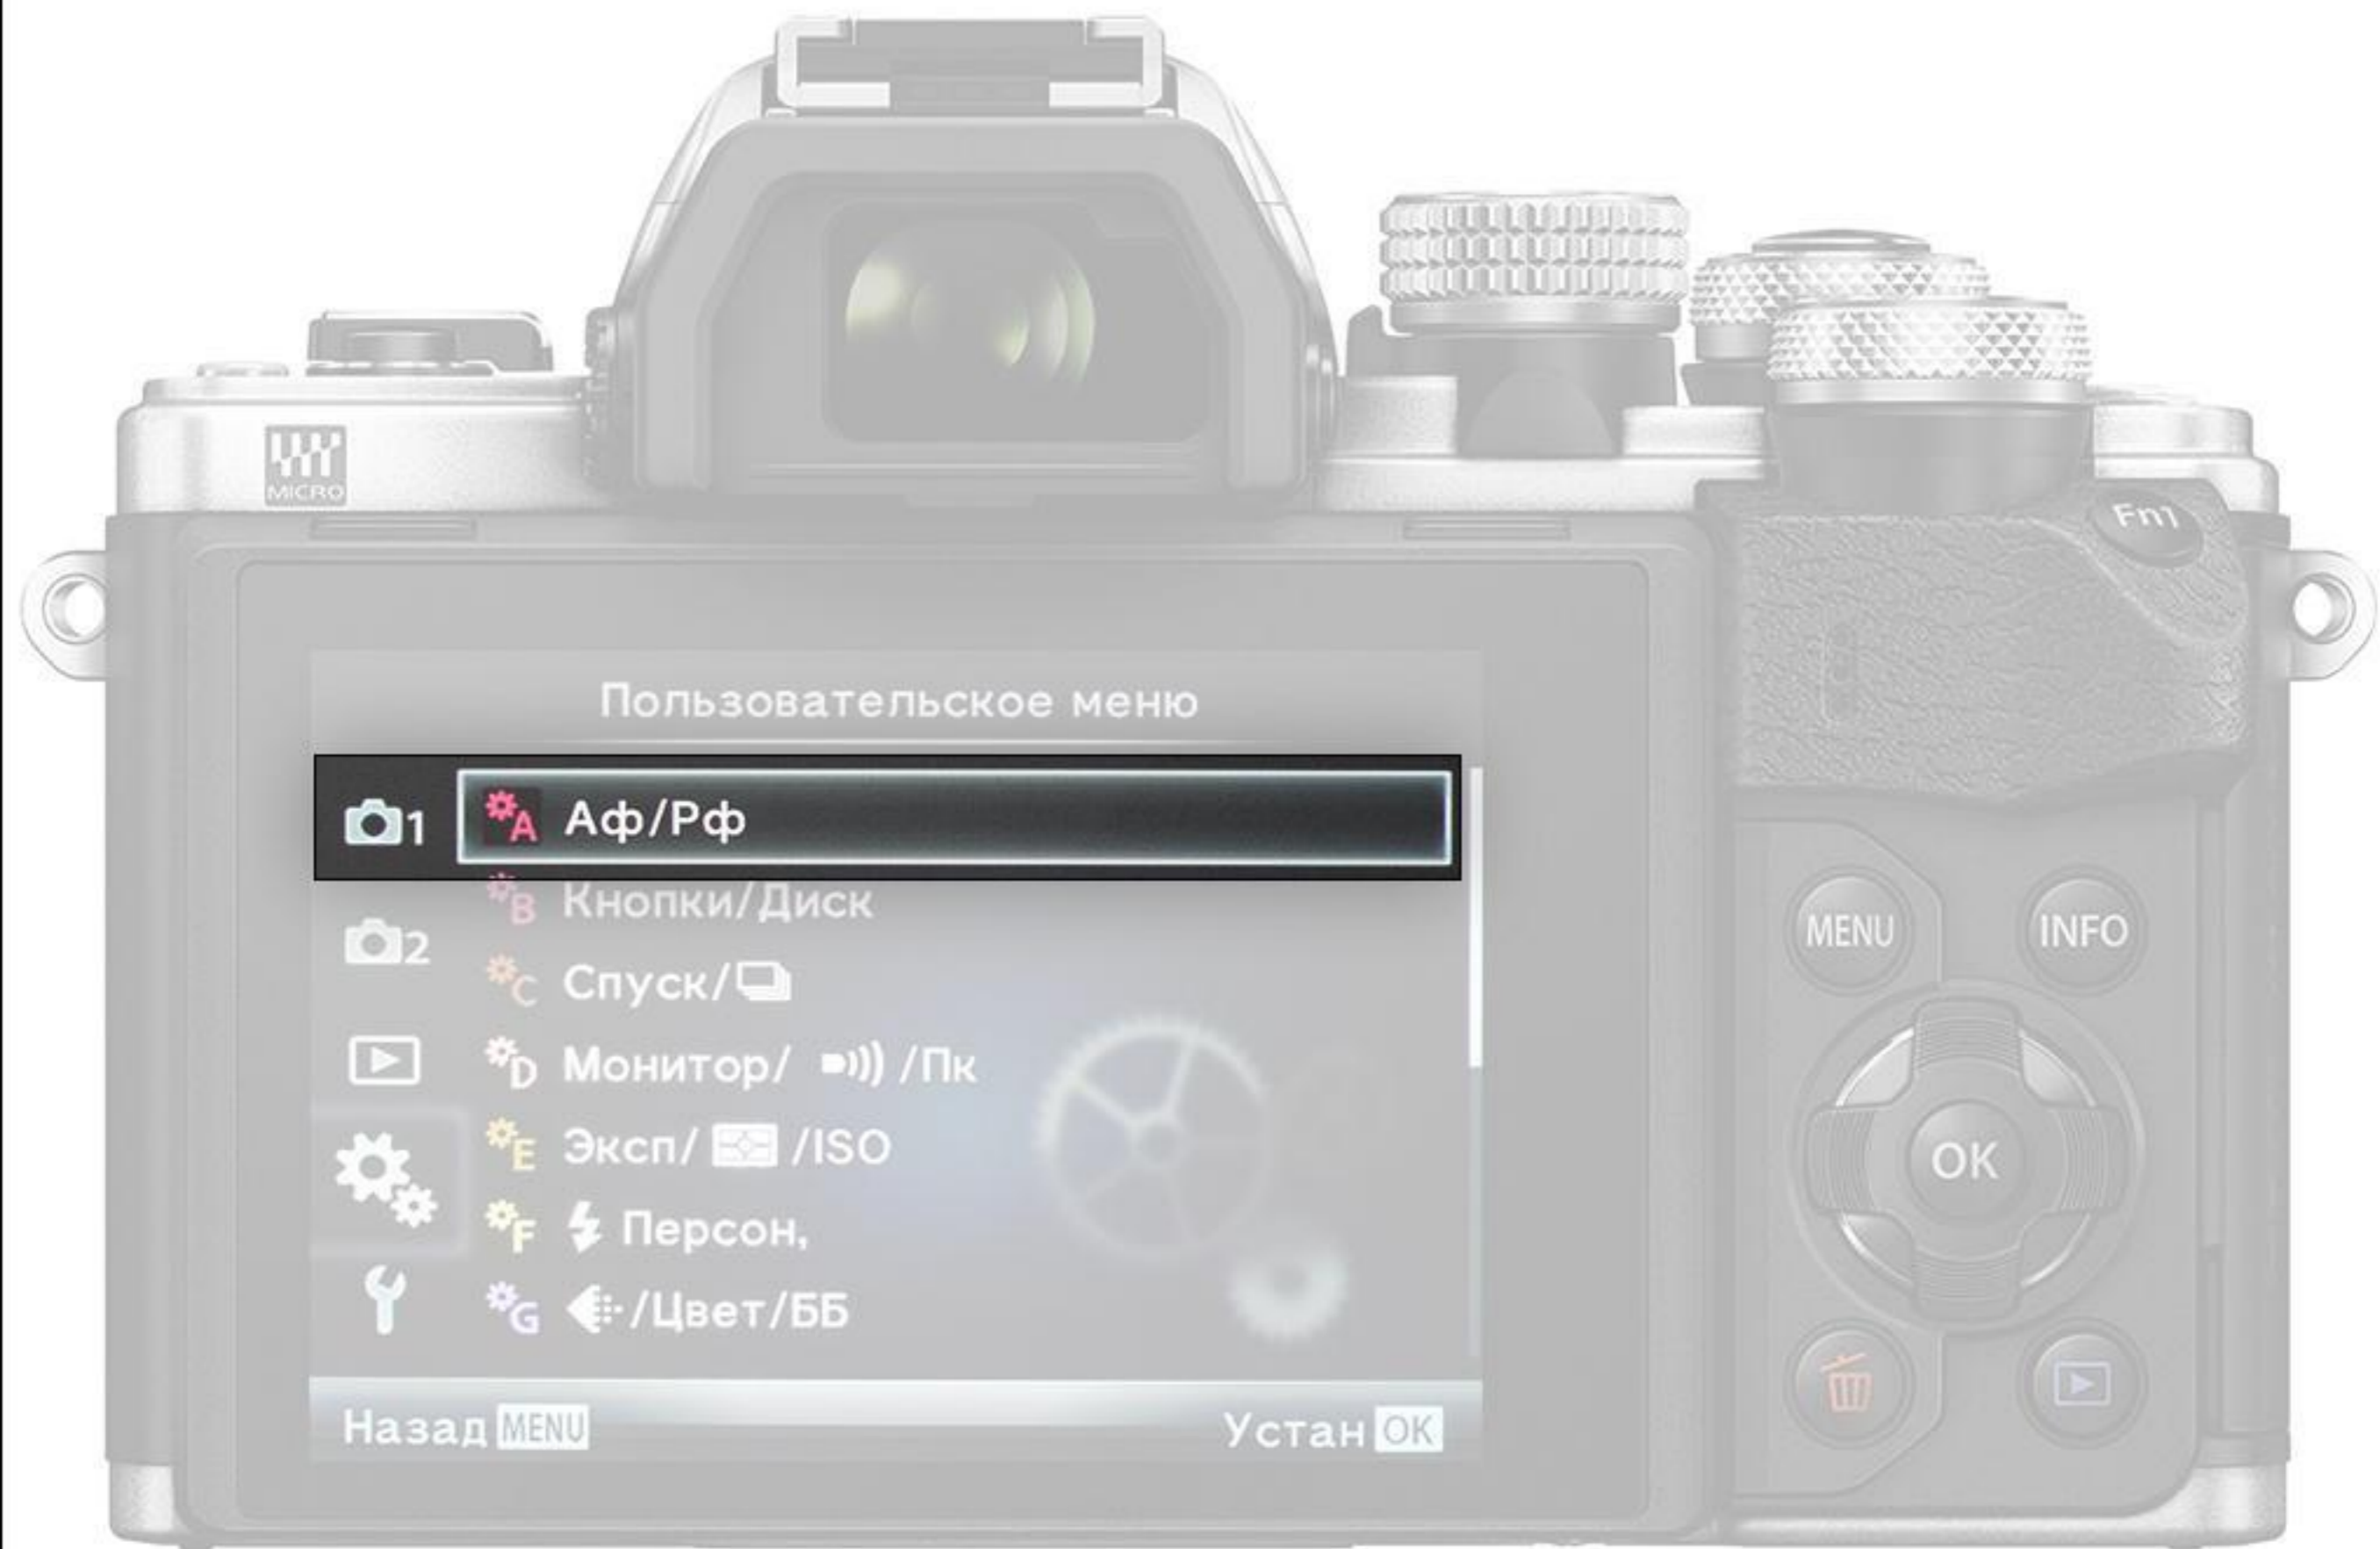 MICRO
Fn1
Пользовательское меню
1 A Аф/Рф
B Кнопки/Диск
2
C Спуск/
D Монитор/ /Пк
E Эксп/ /ISO
F Персон,
G /Цвет/ББ
Назад MENU
Устан OK
MENU
INFO
OK